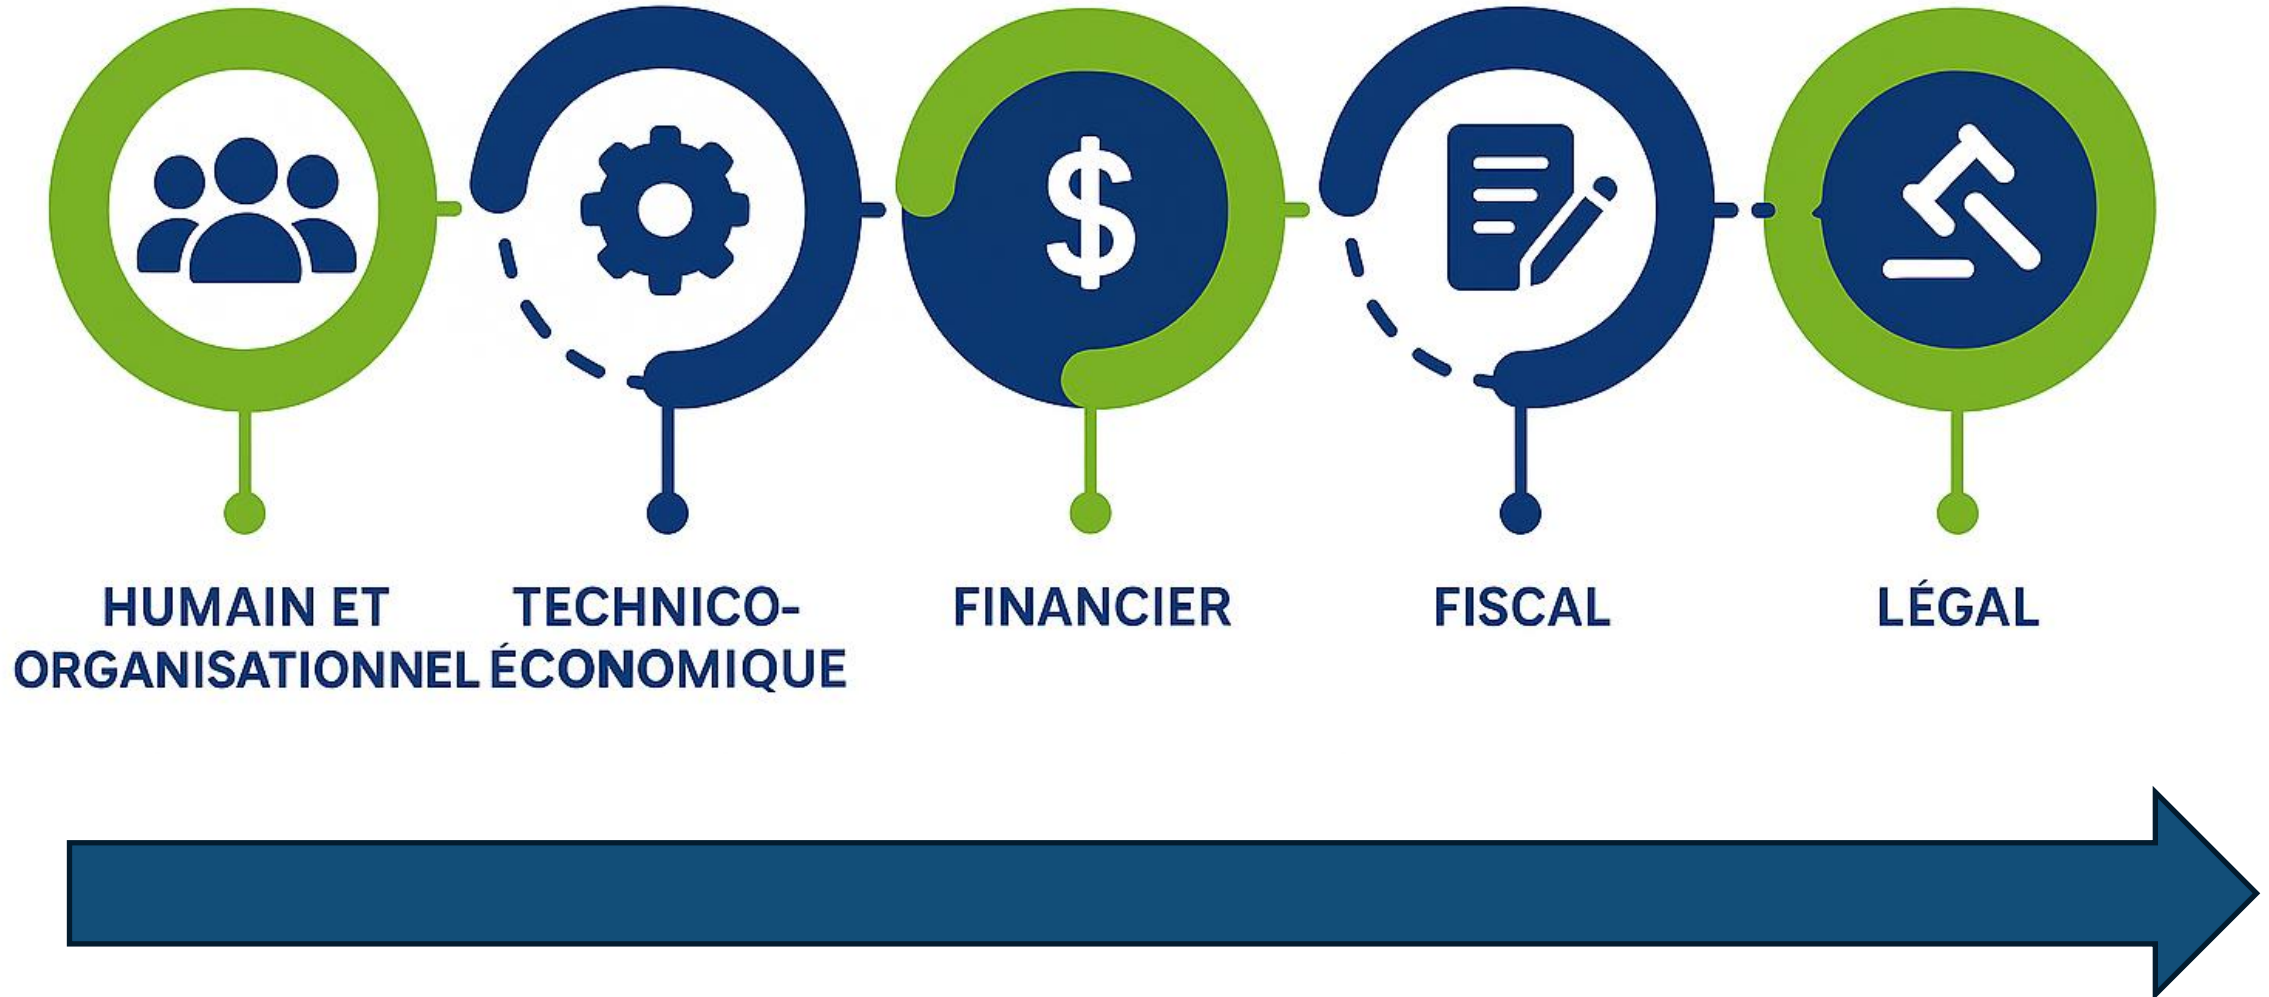 HUMAIN ET
ORGANISATIONNEL
TECHNICO-
ÉCONOMIQUE
$
FINANCIER
FISCAL
LÉGAL